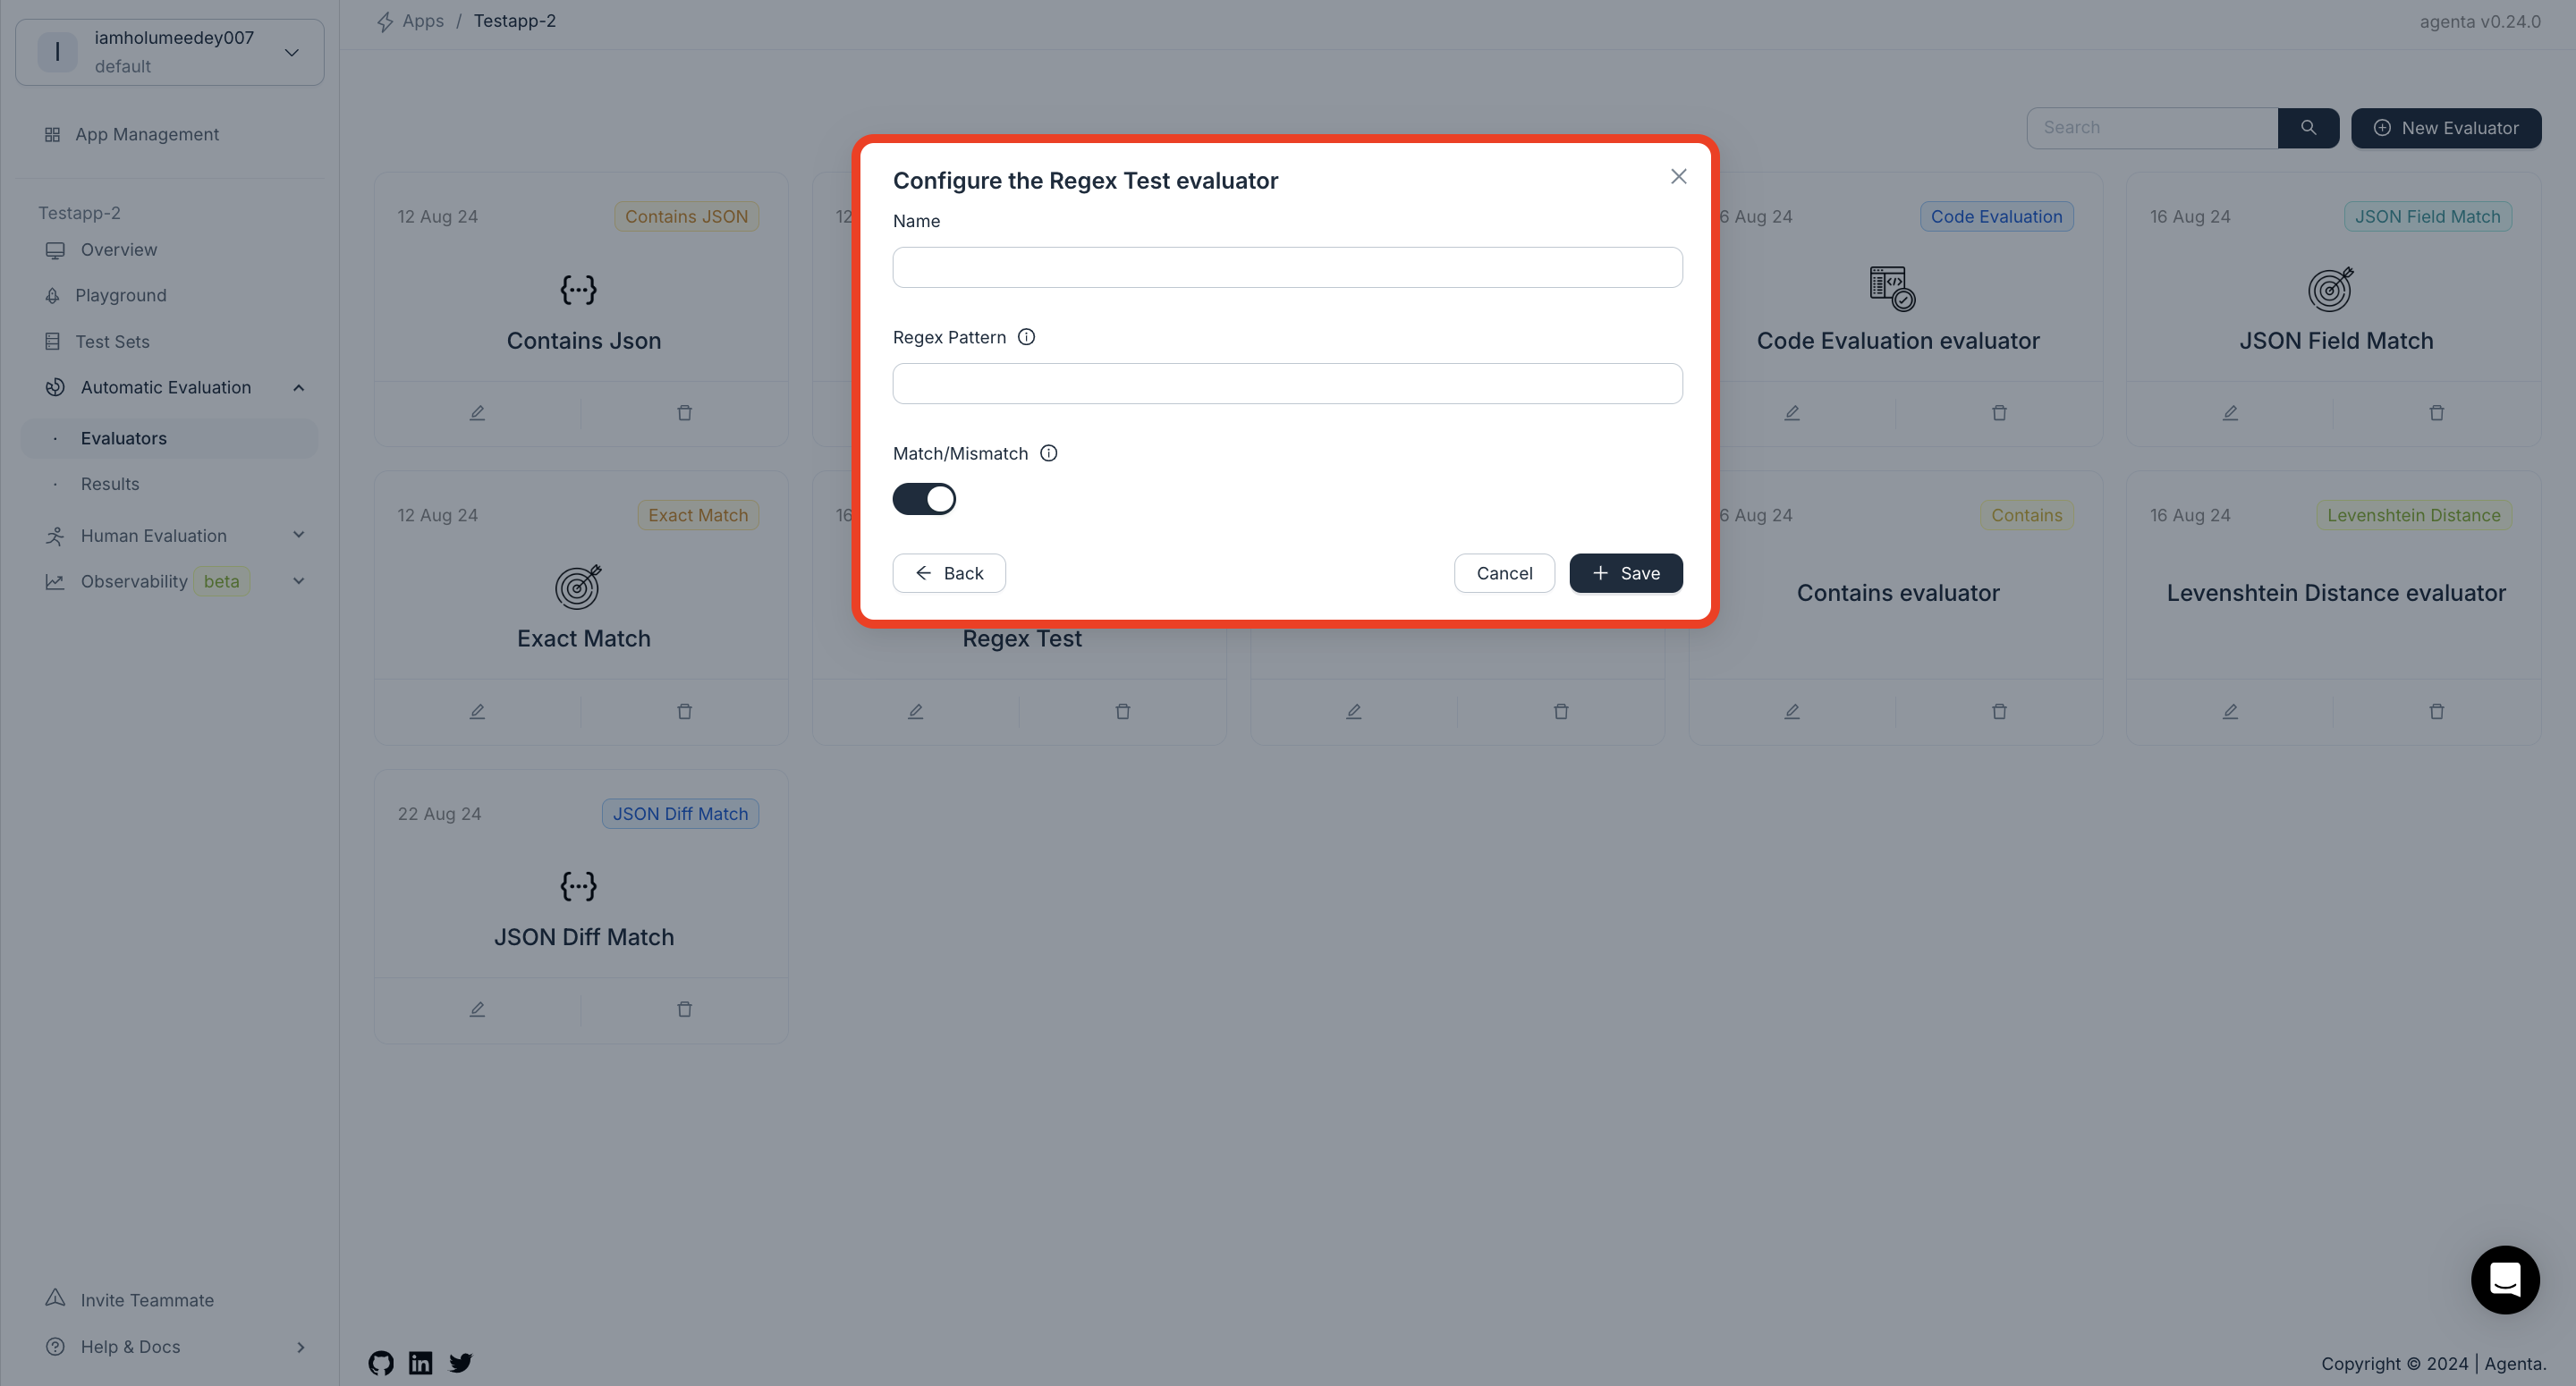 I
iamholumeedey007
default
App Management
Testapp-2
Overview
Playground
Test Sets
Automatic Evaluation
Evaluators
Results
Human Evaluation
Observability beta
Invite Teammate
Help & Docs
Apps / Testapp-2
agenta v0.24.0
Search
New Evaluator
Configure the Regex Test evaluator
Name
Regex Pattern
Match/Mismatch
Back
Cancel
Save
12 Aug 24
Contains JSON
Contains Json
12
6 Aug 24
Code Evaluation
Code Evaluation evaluator
16 Aug 24
JSON Field Match
JSON Field Match
12 Aug 24
Exact Match
Exact Match
16
Regex Test
6 Aug 24
Contains
Contains evaluator
16 Aug 24
Levenshtein Distance
Levenshtein Distance evaluator
22 Aug 24
JSON Diff Match
JSON Diff Match
Copyright © 2024 | Agenta.